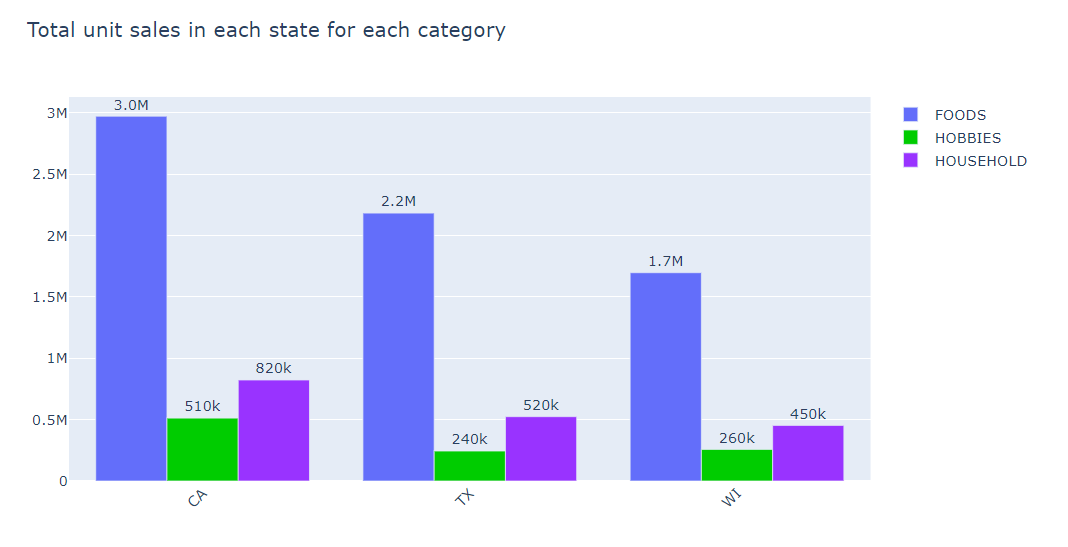 Total unit sales in each state for each category
3.0M
3M
FOODS
HOBBIES
HOUSEHOLD
2.5M
2.2M
2M
1.7M
1.5M
1M
820k
510k
520k
450k
0.5M
240k
260k
0
CA
TX
WI